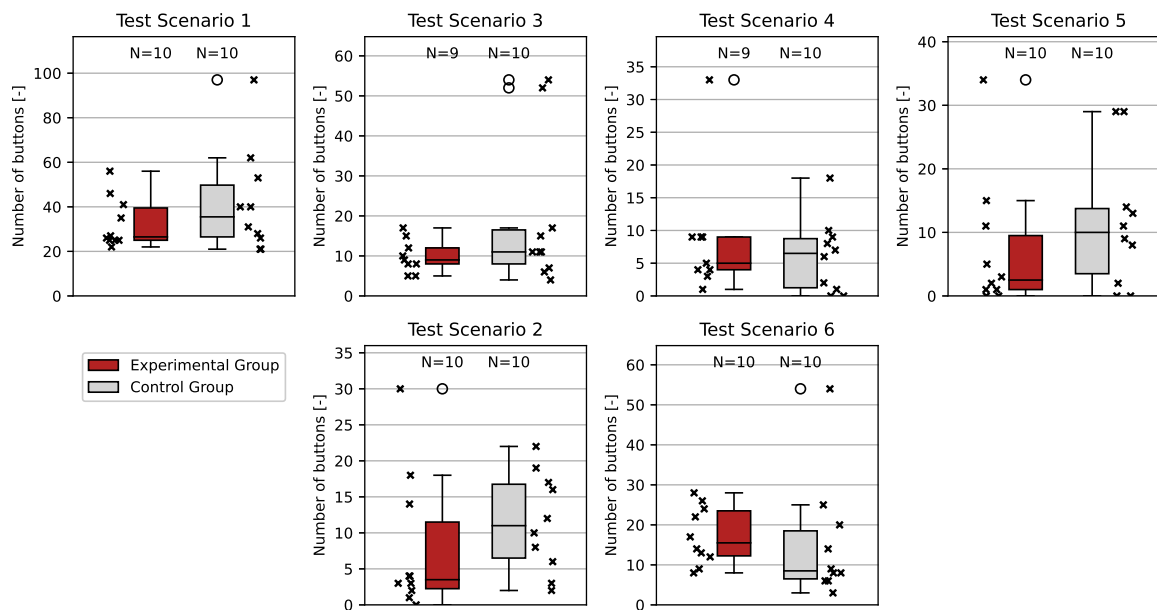 Test Scenario 1
Number of buttons [-]
100
80
60
40
20
0
N=10
N=10
Test Scenario 3
Number of buttons [-]
60
50
40
30
20
10
0
N=9
N=10
Test Scenario 4
Number of buttons [-]
35
30
25
20
15
10
5
0
N=9
N=10
Test Scenario 5
Number of buttons [-]
40
30
20
10
0
N=10
N=10
Experimental Group
Control Group
Test Scenario 2
Number of buttons [-]
35
30
25
20
15
10
5
0
N=10
N=10
Test Scenario 6
Number of buttons [-]
60
50
40
30
20
10
0
N=10
N=10